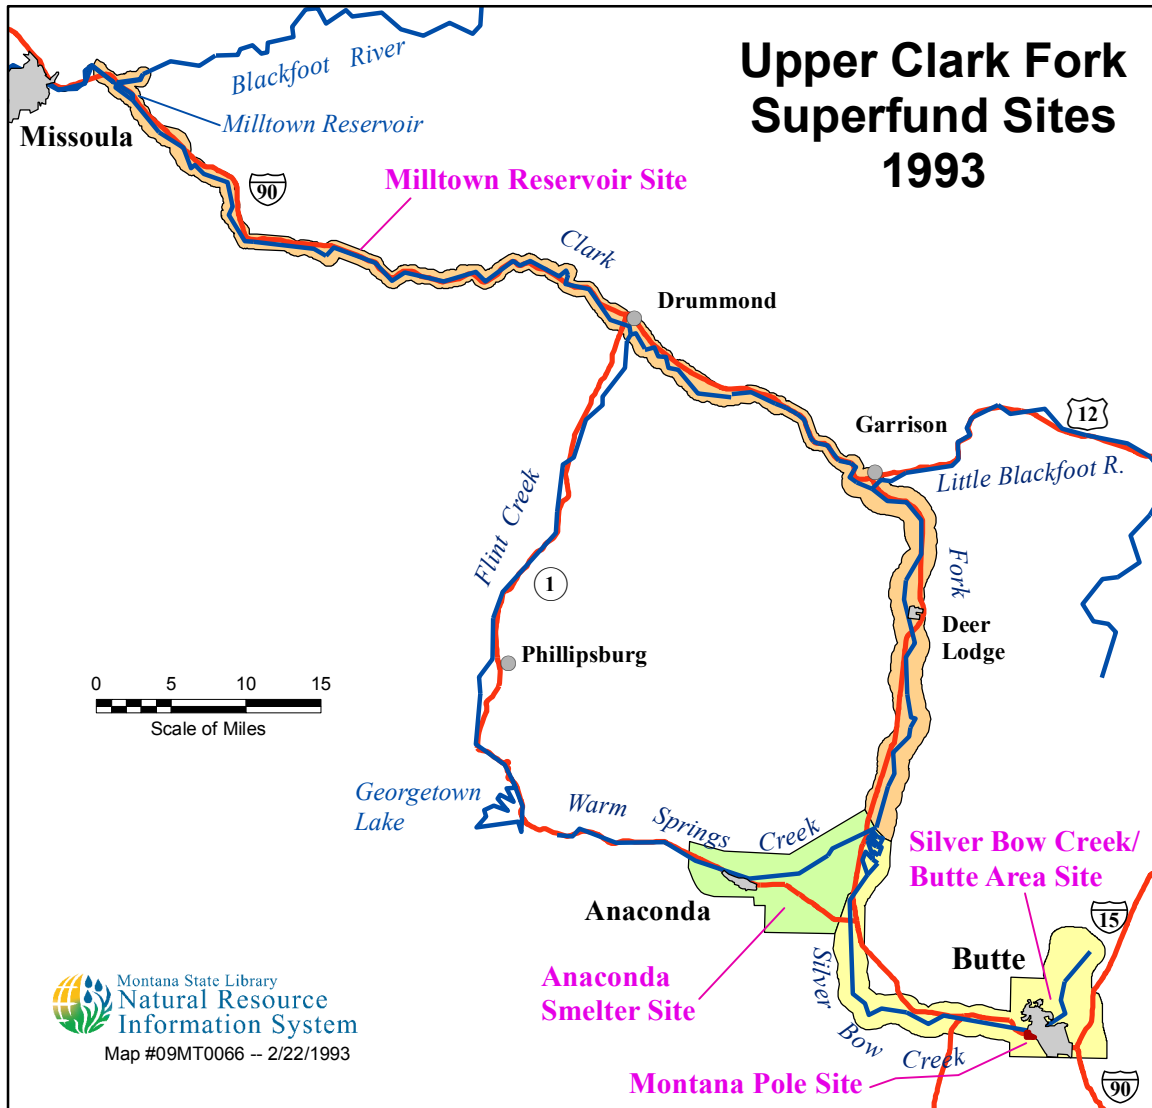 Upper Clark Fork
Superfund Sites
1993
Blackfoot River
Missoula
Milltown Reservoir
90
Milltown Reservoir Site
Clark
Drummond
Garrison
12
Little Blackfoot R.
Flint Creek
1
Fork
Deer
Lodge
Phillipsburg
0 5 10 15
Scale of Miles
Georgetown
Lake
Warm Springs Creek
Silver Bow Creek/
Butte Area Site
Anaconda
15
Butte
Anaconda
Smelter Site
Silver Bow Creek
Montana Pole Site
90
Montana State Library
Natural Resource
Information System
Map #09MT0066 -- 2/22/1993